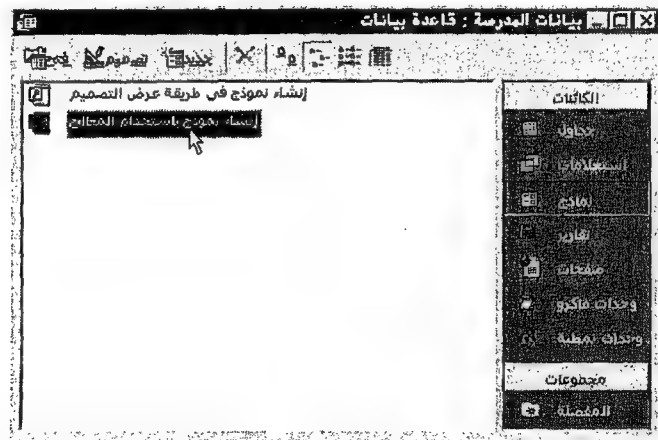 بيانات المدرسة : قاعدة بيانات
فتح تصميم جديد
الكائنات
جداول
استعلامات
نماذج
تقارير
صفحات
وحدات ماكرو
وحدات نمطية
مجموعات
المفضلة
إنشاء نموذج في طريقة عرض التصميم
إنشاء نموذج باستخدام المعالج